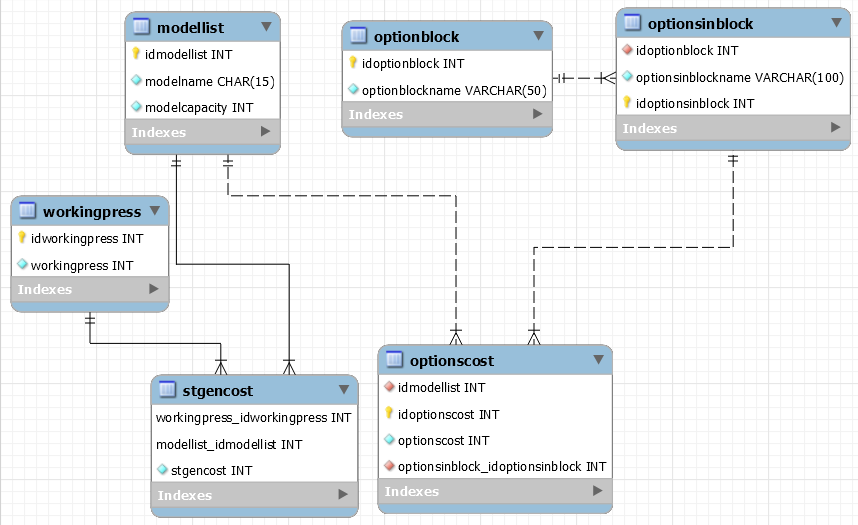 modellist
idmodellist INT
modelname CHAR(15)
modelcapacity INT
Indexes
optionblock
idoptionblock INT
optionblockname VARCHAR(50)
Indexes
optionsinblock
idoptionblock INT
optionsinblockname VARCHAR(100)
idoptionsinblock INT
Indexes
workingpress
idworkingpress INT
workingpress INT
Indexes
stgencost
workingpress_idworkingpress INT
modellist_idmodellist INT
stgencost INT
Indexes
optionscost
idmodellist INT
idoptionscost INT
optionscost INT
optionsinblock_idoptionsinblock INT
Indexes